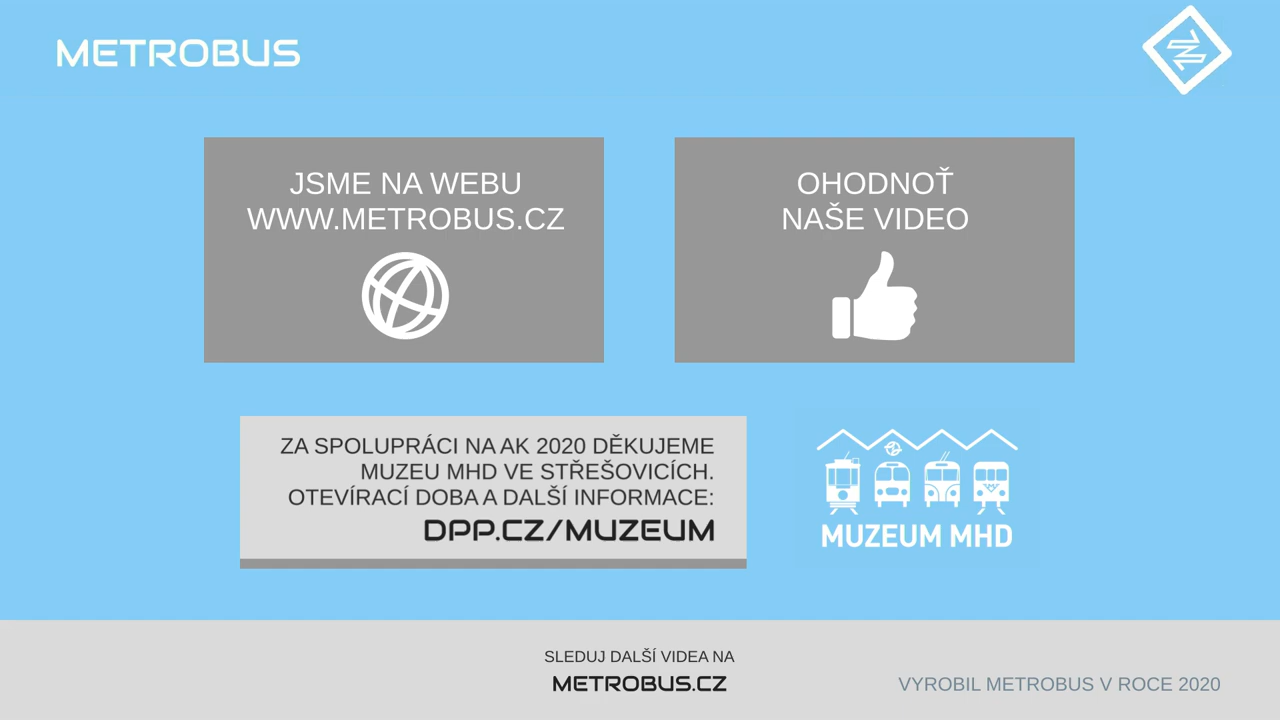 METROBUS
JSME NA WEBU
WWW.METROBUS.CZ
OHODNOŤ
NAŠE VIDEO
ZA SPOLUPRÁCI NA AK 2020 DĚKUJEME
MUZEU MHD VE STŘEŠOVICÍCH.
OTEVÍRACÍ DOBA A DALŠÍ INFORMACE:
DPP.CZ/MUZEUM
MUZEUM MHD
SLEDUJ DALŠÍ VIDEA NA
METROBUS.CZ
VYROBIL METROBUS V ROCE 2020